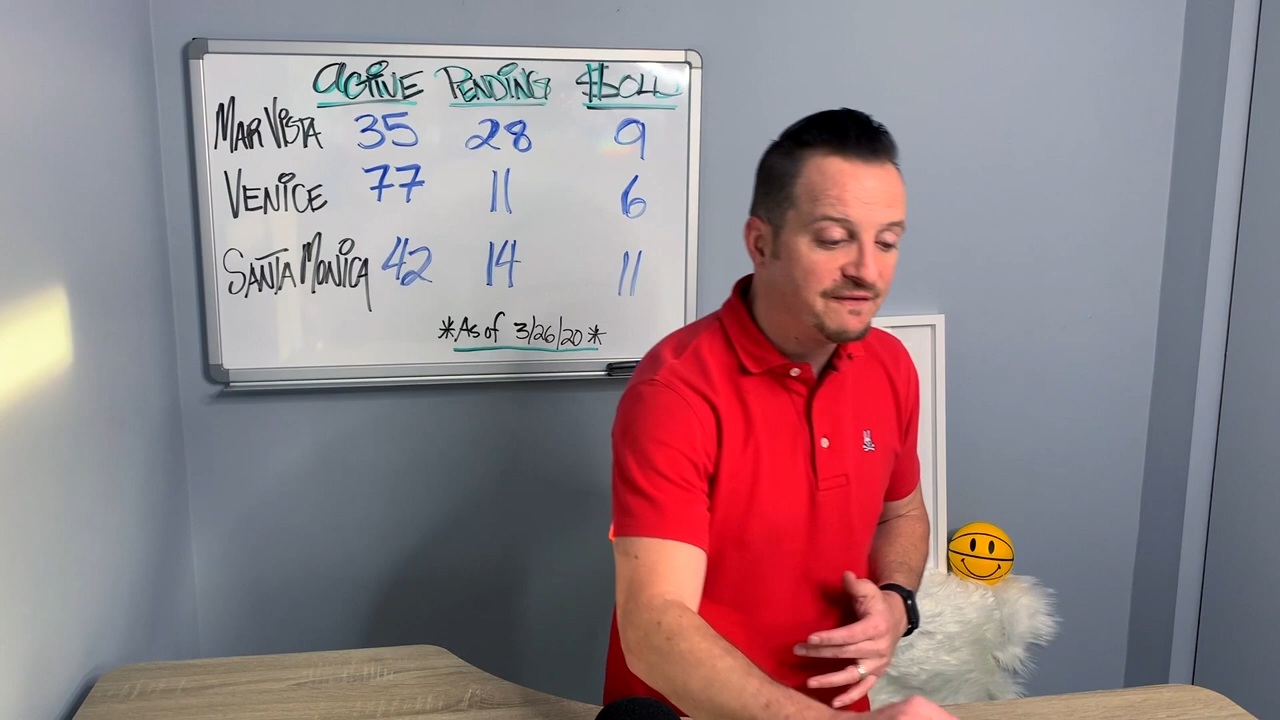 Active Pending $old
Mar Vista 35 28 9
Venice 77 11 6
Santa Monica 42 14 11
*As of 3/26/20*